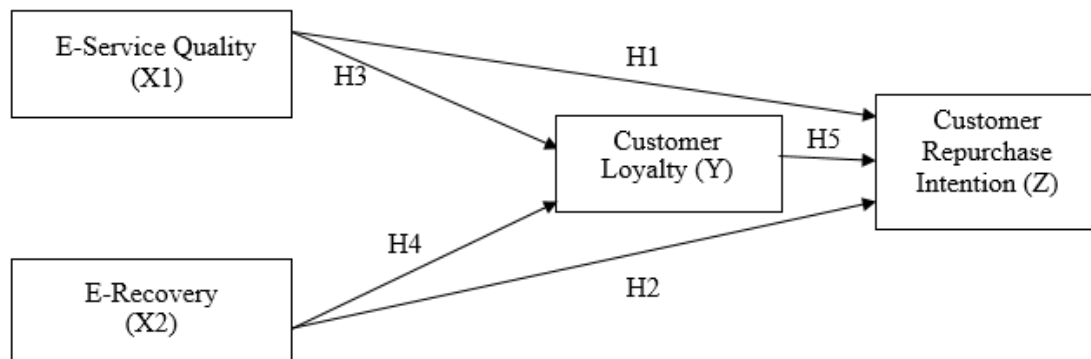 E-Service Quality
(X1)
H1
H3
Customer
Loyalty (Y)
H5
Customer
Repurchase
Intention (Z)
H4
H2
E-Recovery
(X2)